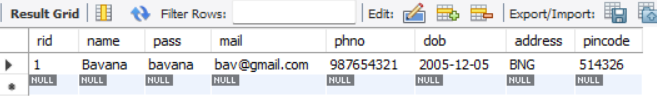 Result Grid Filter Rows: Edit: Export/Import:
rid name pass mail phno dob address pincode
1 Bavana bavana bav@gmail.com 987654321 2005-12-05 BNG 514326
NULL NULL NULL NULL NULL NULL NULL NULL